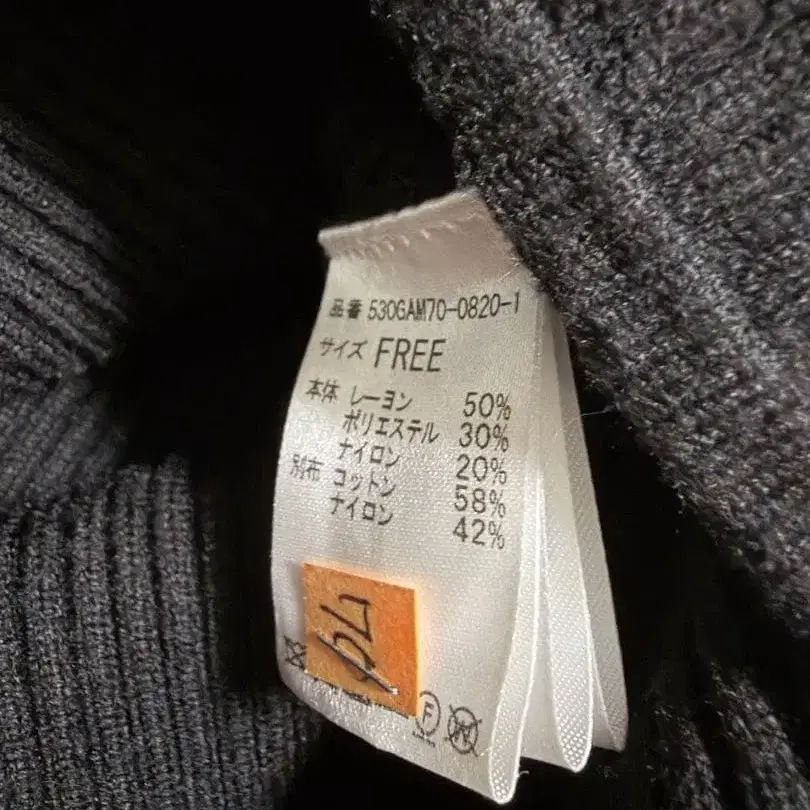 品番 530GAM70-0820-1
サイズ FREE
本体 レーヨン 50%
ポリエステル 30%
ナイロン 20%
別布 コットン 58%
ナイロン 42%
F
W